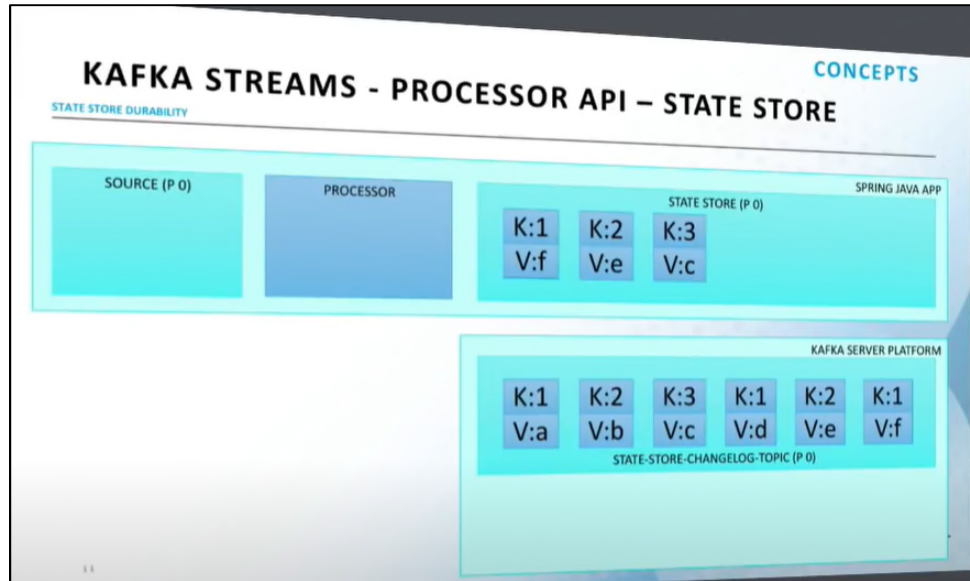 CONCEPTS
KAFKA STREAMS - PROCESSOR API – STATE STORE
STATE STORE DURABILITY
SPRING JAVA APP
SOURCE (P 0)
PROCESSOR
STATE STORE (P 0)
K:1 K:2 K:3
V:f V:e V:c
KAFKA SERVER PLATFORM
K:1 K:2 K:3 K:1 K:2 K:1
V:a V:b V:c V:d V:e V:f
STATE-STORE-CHANGELOG-TOPIC (P 0)
11